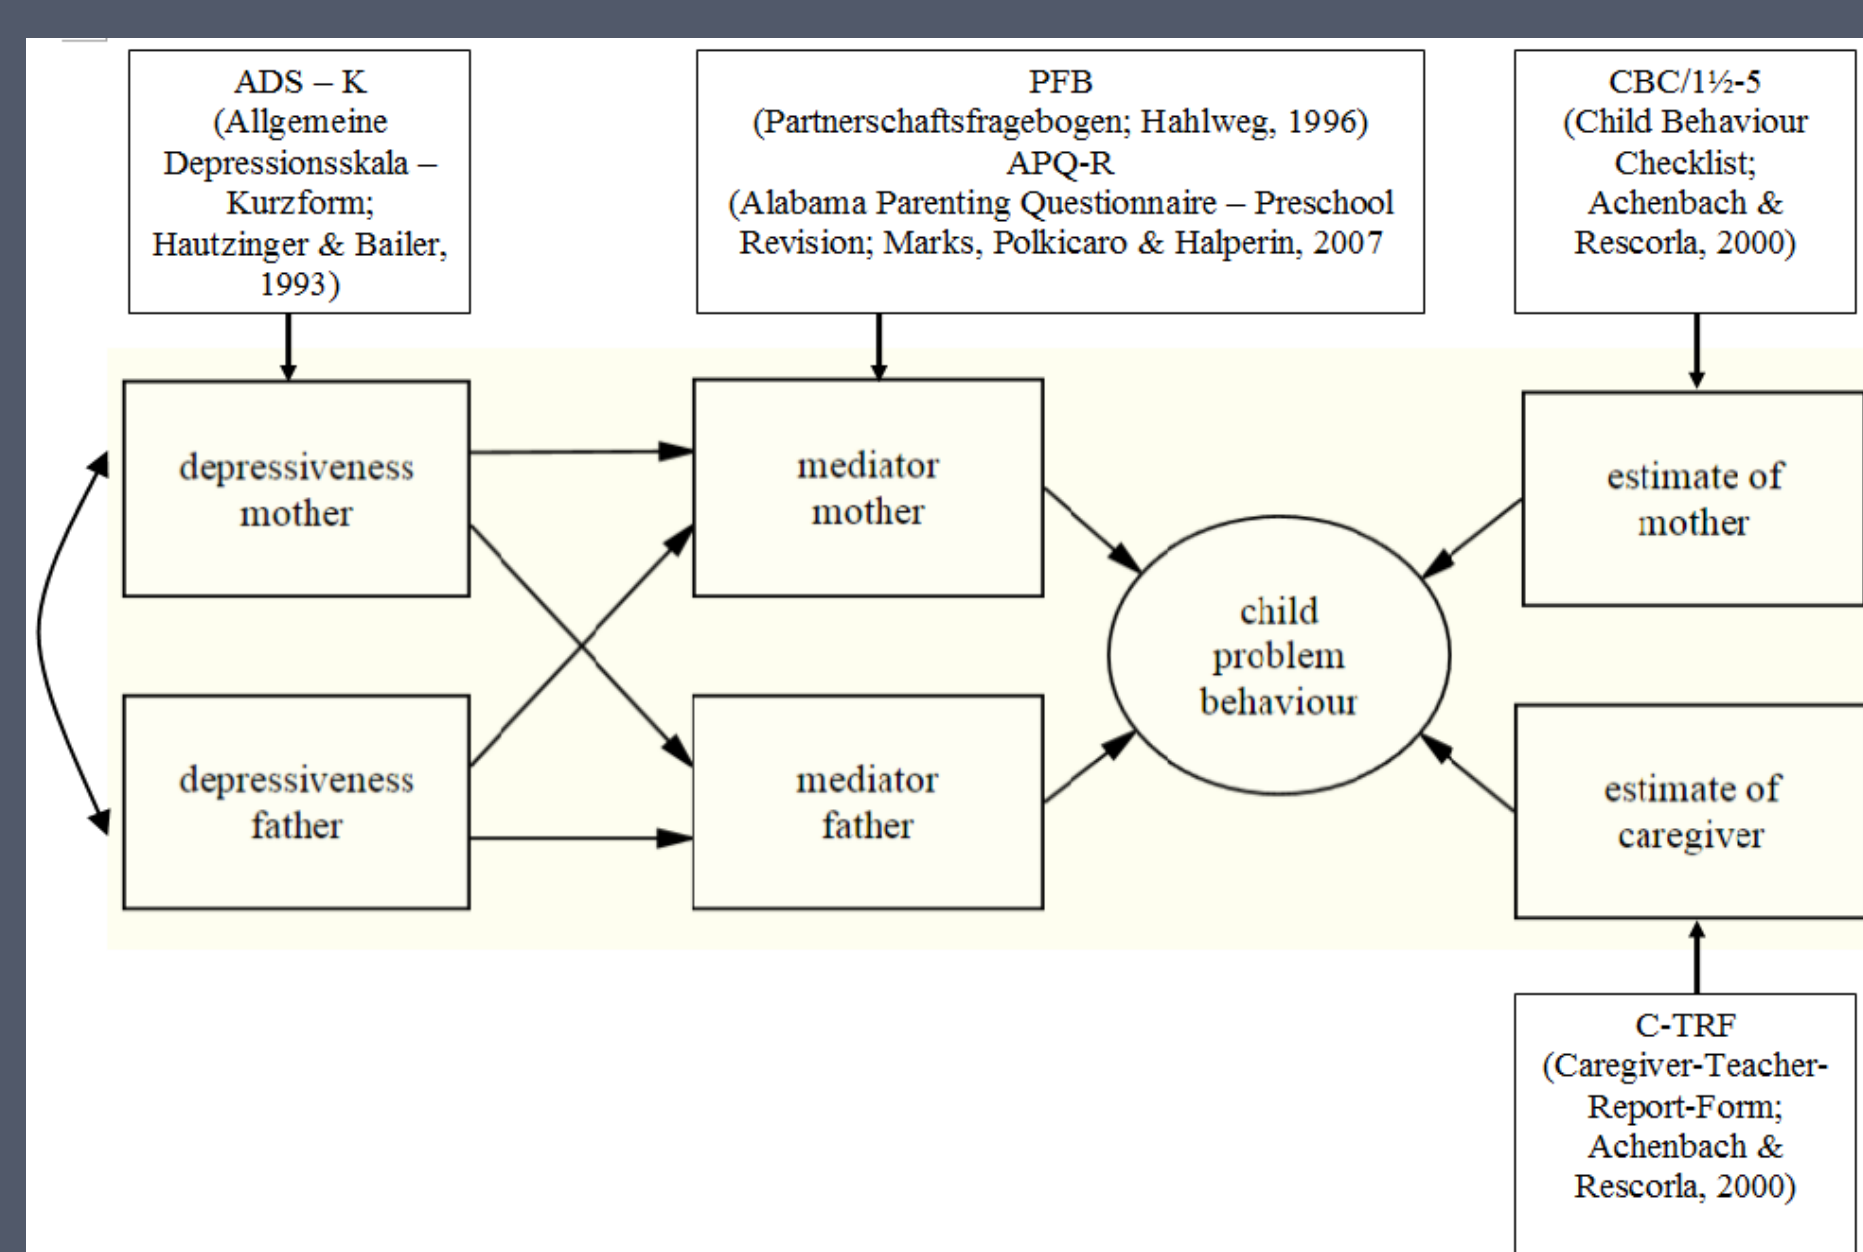 ADS – K
(Allgemeine
Depressionsskala –
Kurzform;
Hautzinger & Bailer,
1993)
PFB
(Partnerschaftsfragebogen; Hahlweg, 1996)
APQ-R
(Alabama Parenting Questionnaire – Preschool
Revision; Marks, Polkicaro & Halperin, 2007
CBC/1½-5
(Child Behaviour
Checklist;
Achenbach &
Rescorla, 2000)
depressiveness
mother
mediator
mother
estimate of
mother
child
problem
behaviour
depressiveness
father
mediator
father
estimate of
caregiver
C-TRF
(Caregiver-Teacher-
Report-Form;
Achenbach &
Rescorla, 2000)